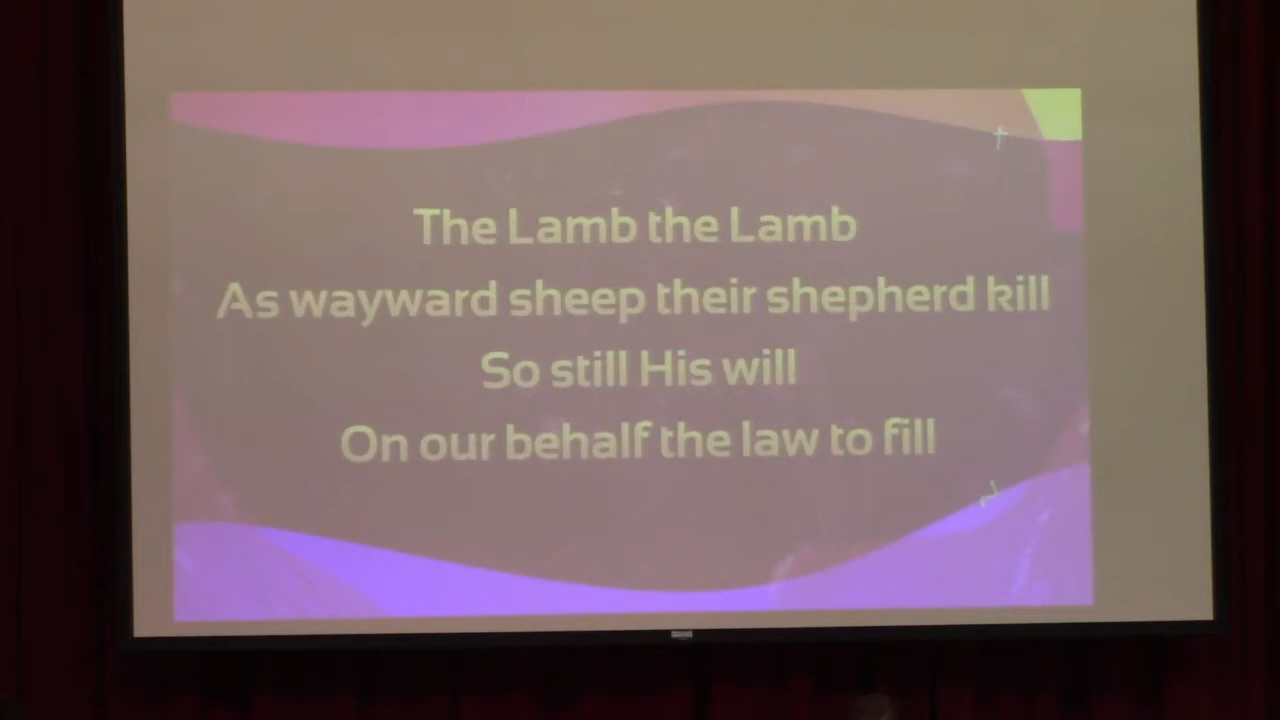 The Lamb the Lamb
As wayward sheep their shepherd kill
So still His will
On our behalf the law to fill